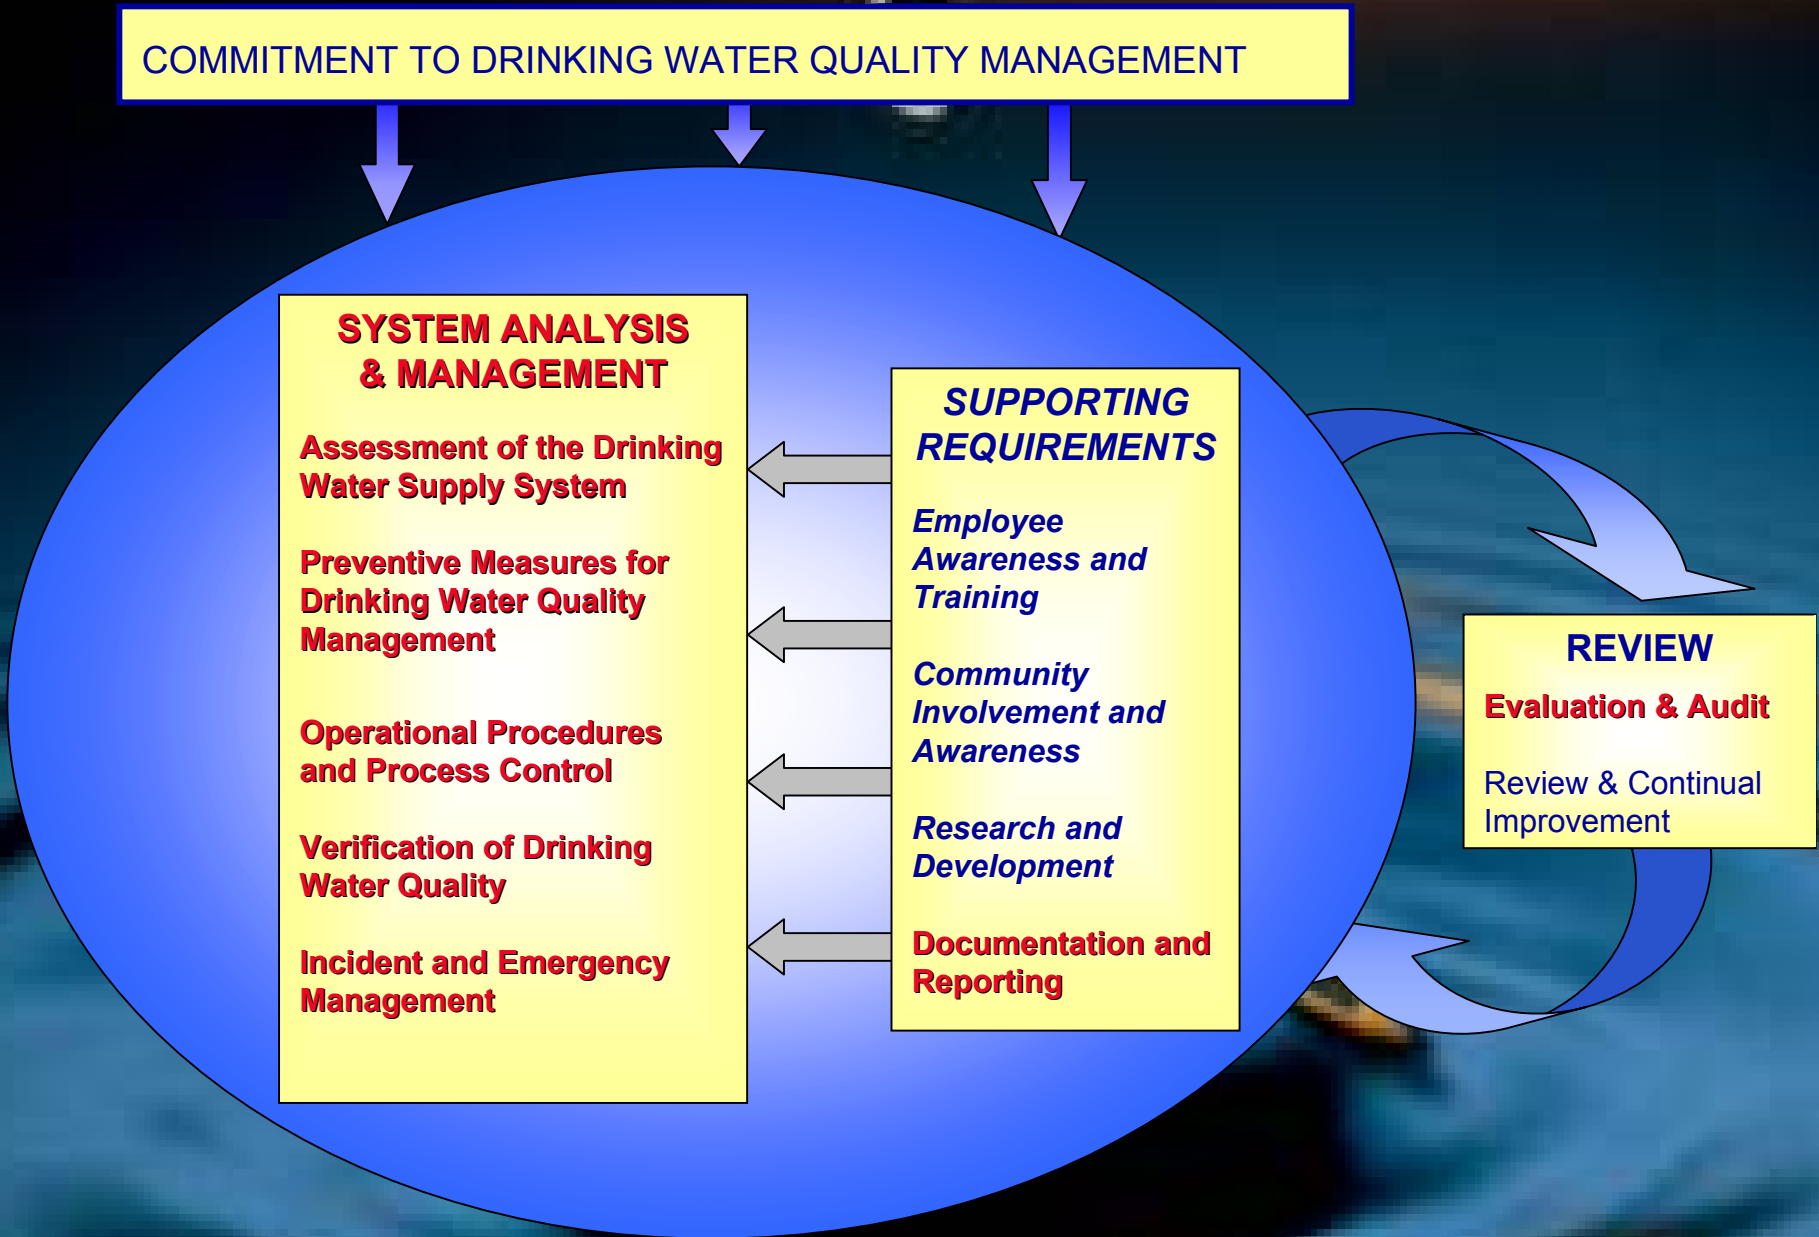 COMMITMENT TO DRINKING WATER QUALITY MANAGEMENT
SYSTEM ANALYSIS
& MANAGEMENT
Assessment of the Drinking
Water Supply System
Preventive Measures for
Drinking Water Quality
Management
Operational Procedures
and Process Control
Verification of Drinking
Water Quality
Incident and Emergency
Management
SUPPORTING
REQUIREMENTS
Employee
Awareness and
Training
Community
Involvement and
Awareness
Research and
Development
Documentation and
Reporting
REVIEW
Evaluation & Audit
Review & Continual
Improvement